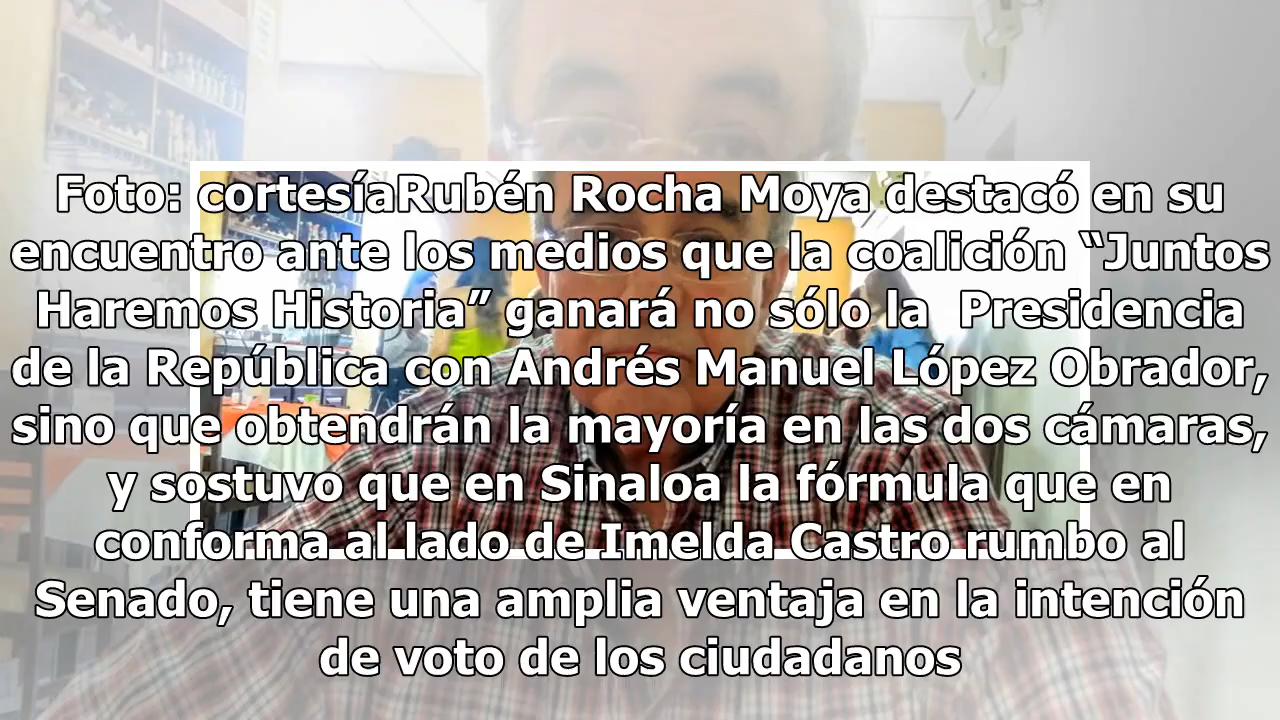 Foto: cortesíaRubén Rocha Moya destacó en su
encuentro ante los medios que la coalición “Juntos
Haremos Historia” ganará no sólo la  Presidencia
de la República con Andrés Manuel López Obrador,
sino que obtendrán la mayoría en las dos cámaras,
y sostuvo que en Sinaloa la fórmula que en
conforma al lado de Imelda Castro rumbo al
Senado, tiene una amplia ventaja en la intención
de voto de los ciudadanos